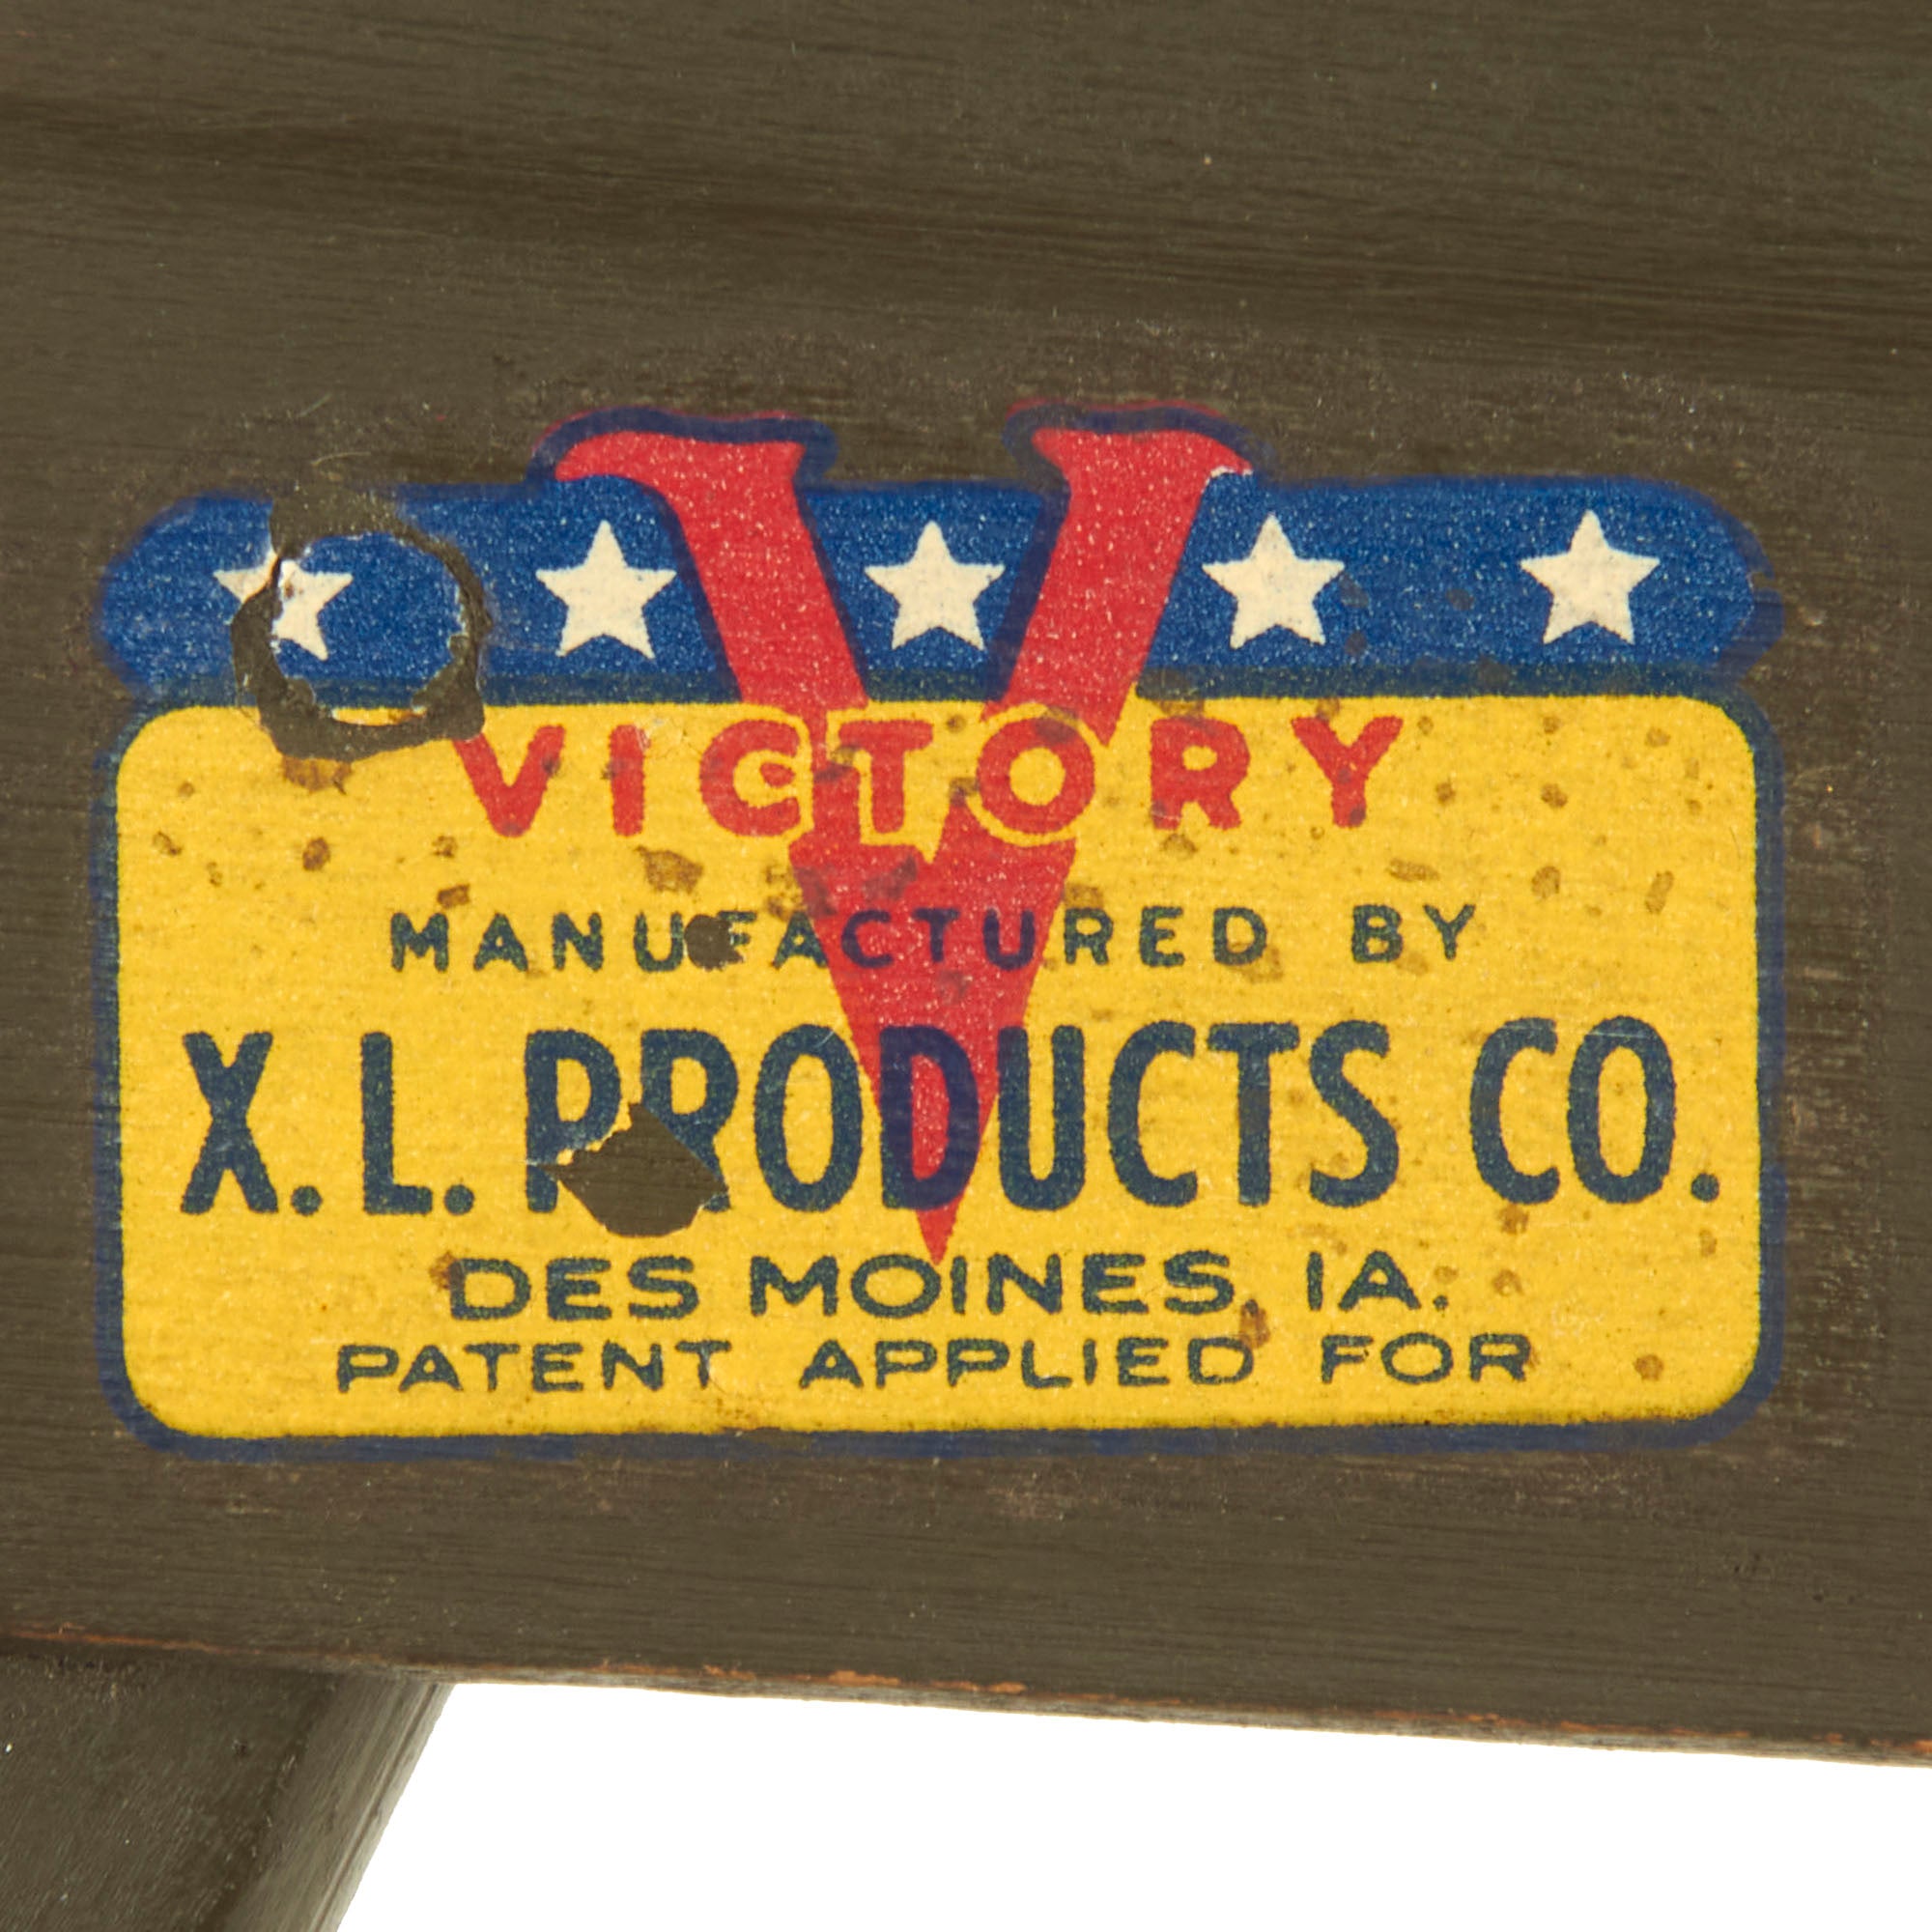 V
VICTORY
MANUFACTURED BY
X.L. PRODUCTS CO.
DES MOINES, IA.
PATENT APPLIED FOR